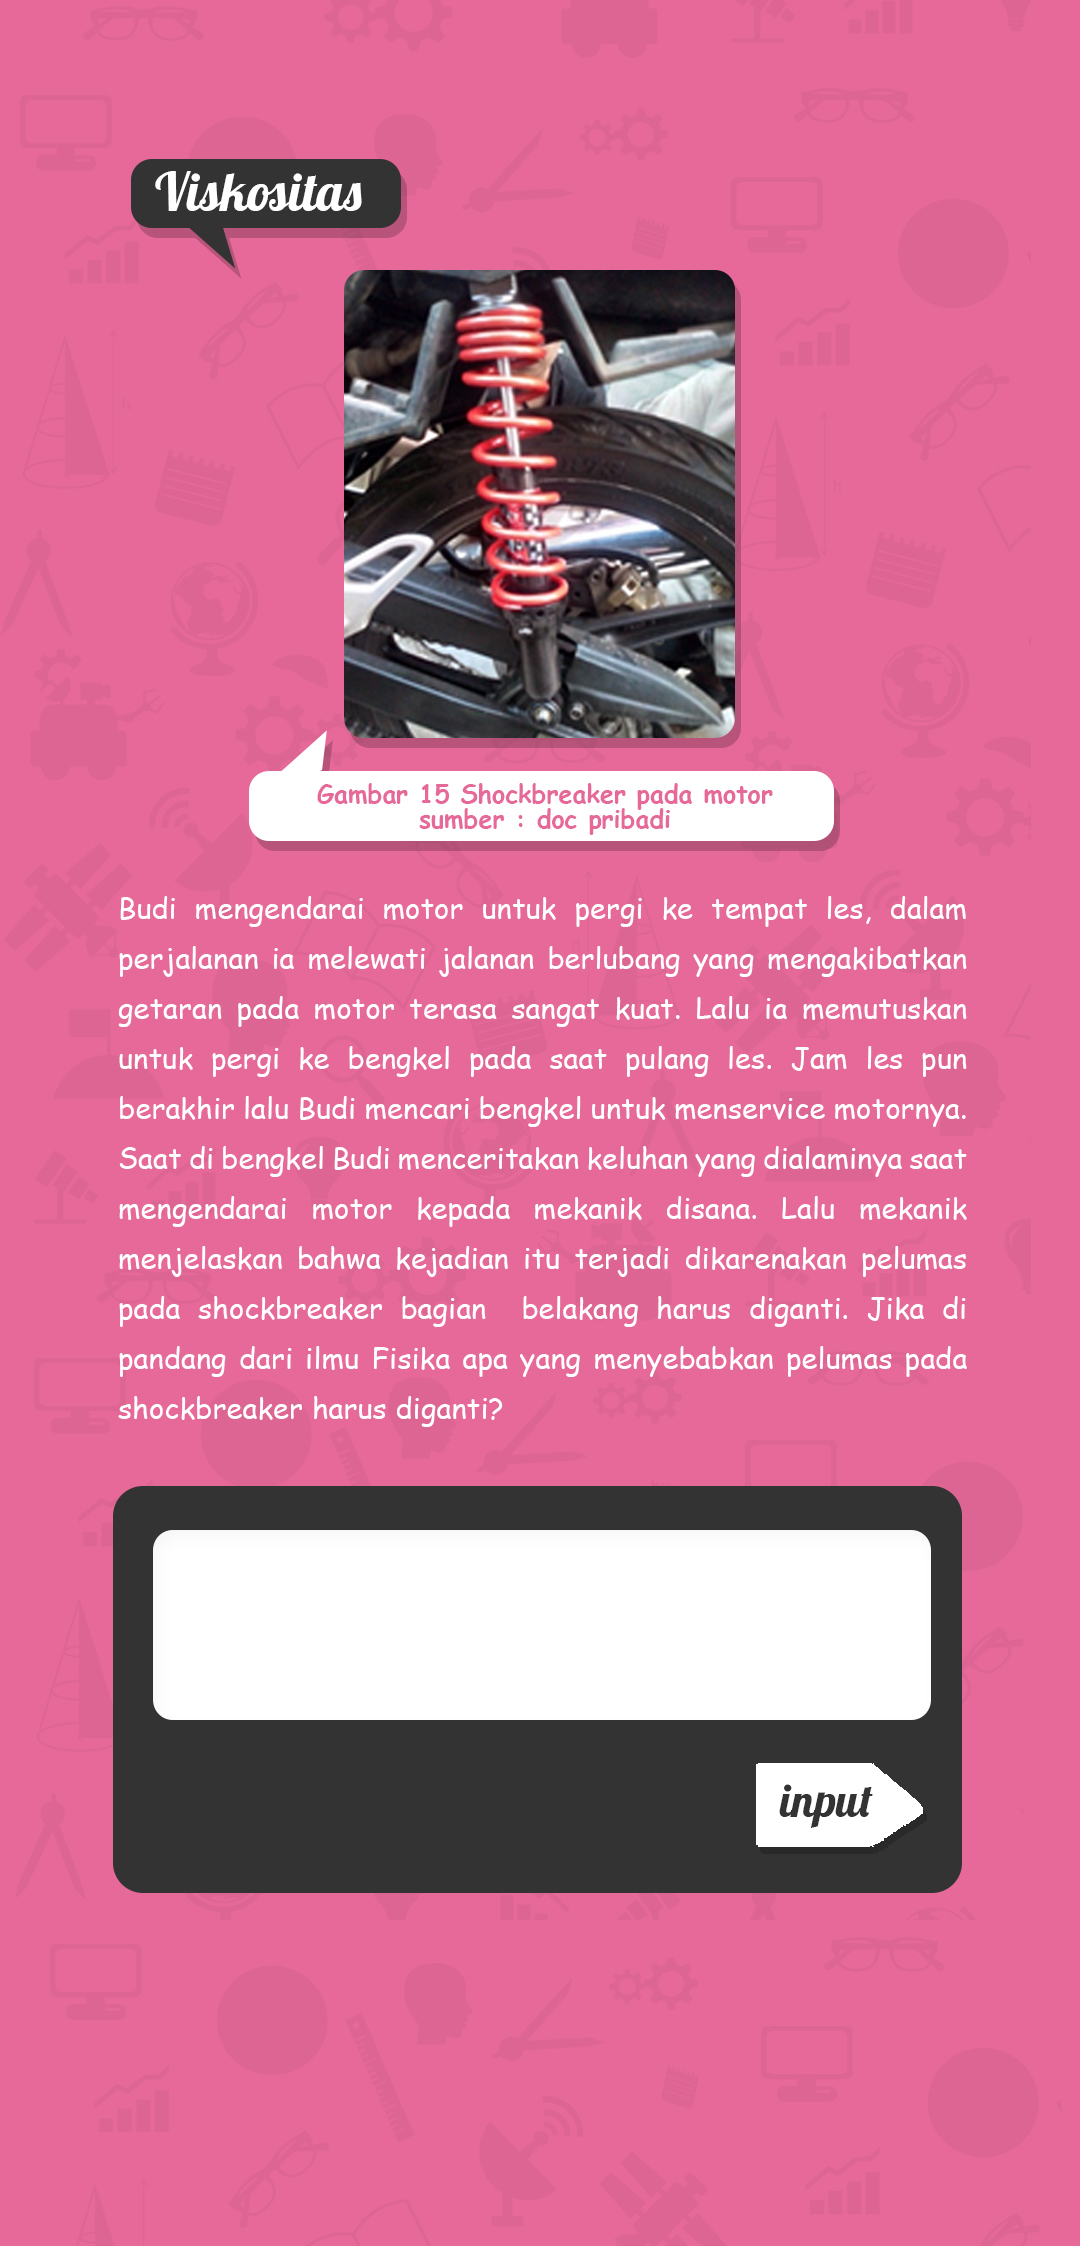 Viskositas
Gambar 15 Shockbreaker pada motor
sumber : doc pribadi
Budi mengendarai motor untuk pergi ke tempat les, dalam
perjalanan ia melewati jalanan berlubang yang mengakibatkan
getaran pada motor terasa sangat kuat. Lalu ia memutuskan
untuk pergi ke bengkel pada saat pulang les. Jam les pun
berakhir lalu Budi mencari bengkel untuk menservice motornya.
Saat di bengkel Budi menceritakan keluhan yang dialaminya saat
mengendarai motor kepada mekanik disana. Lalu mekanik
menjelaskan bahwa kejadian itu terjadi dikarenakan pelumas
pada shockbreaker bagian belakang harus diganti. Jika di
pandang dari ilmu Fisika apa yang menyebabkan pelumas pada
shockbreaker harus diganti?
input